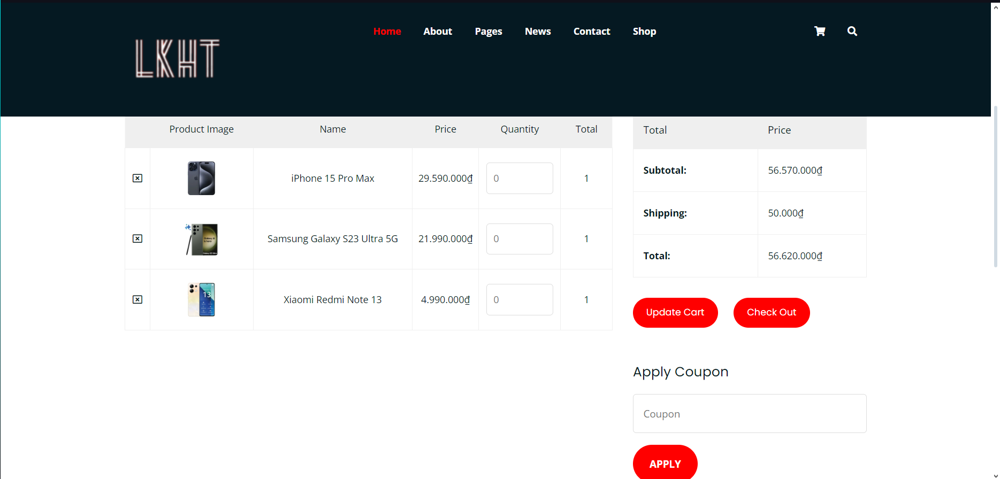 LKHT
Home About Pages News Contact Shop
Product Image Name Price Quantity Total
iPhone 15 Pro Max 29.590.000₫ 0 1
Samsung Galaxy S23 Ultra 5G 21.990.000₫ 0 1
Xiaomi Redmi Note 13 4.990.000₫ 0 1
Total Price
Subtotal: 56.570.000₫
Shipping: 50.000₫
Total: 56.620.000₫
Update Cart Check Out
Apply Coupon
Coupon
APPLY